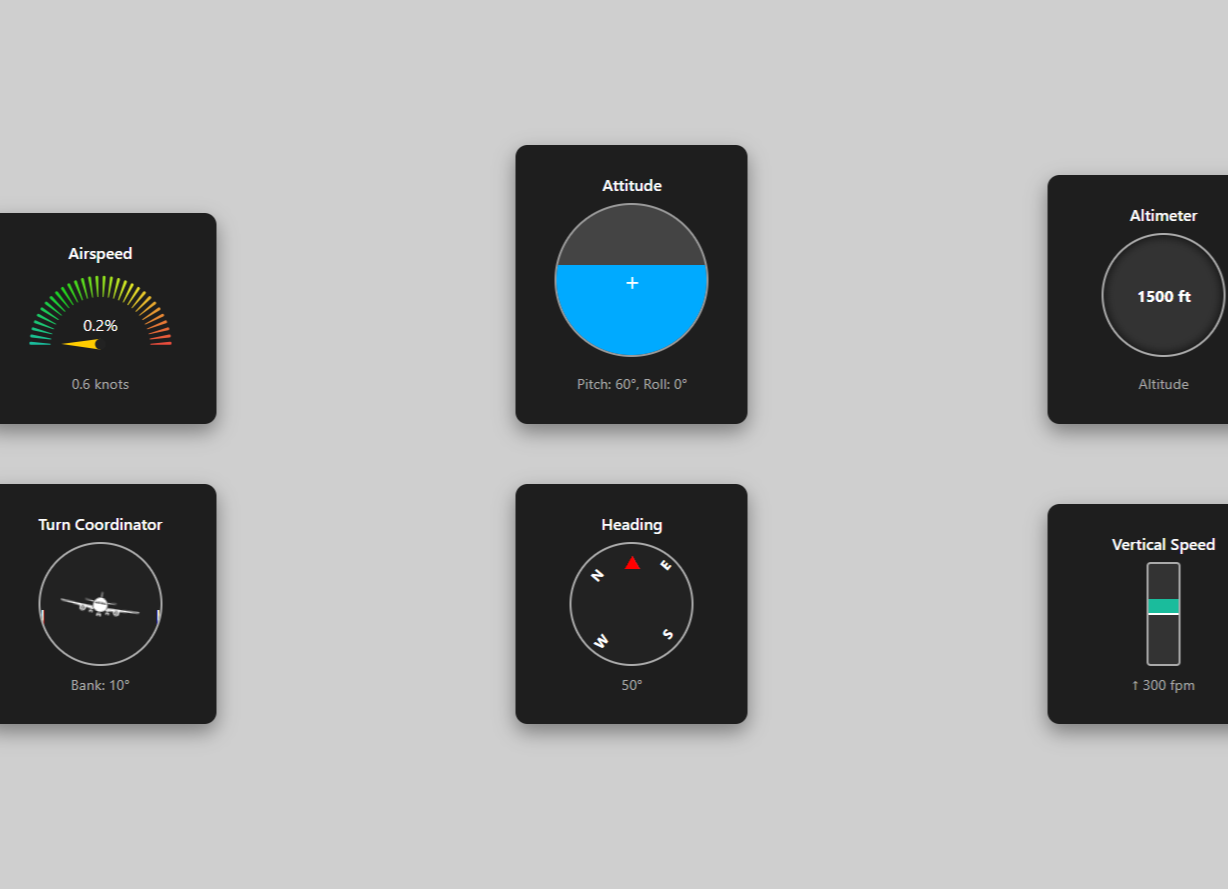 Airspeed
0.2%
0.6 knots
Attitude
+
Pitch: 60°, Roll: 0°
Altimeter
1500 ft
Altitude
Turn Coordinator
Bank: 10°
Heading
N
E
W
S
50°
Vertical Speed
↑ 300 fpm